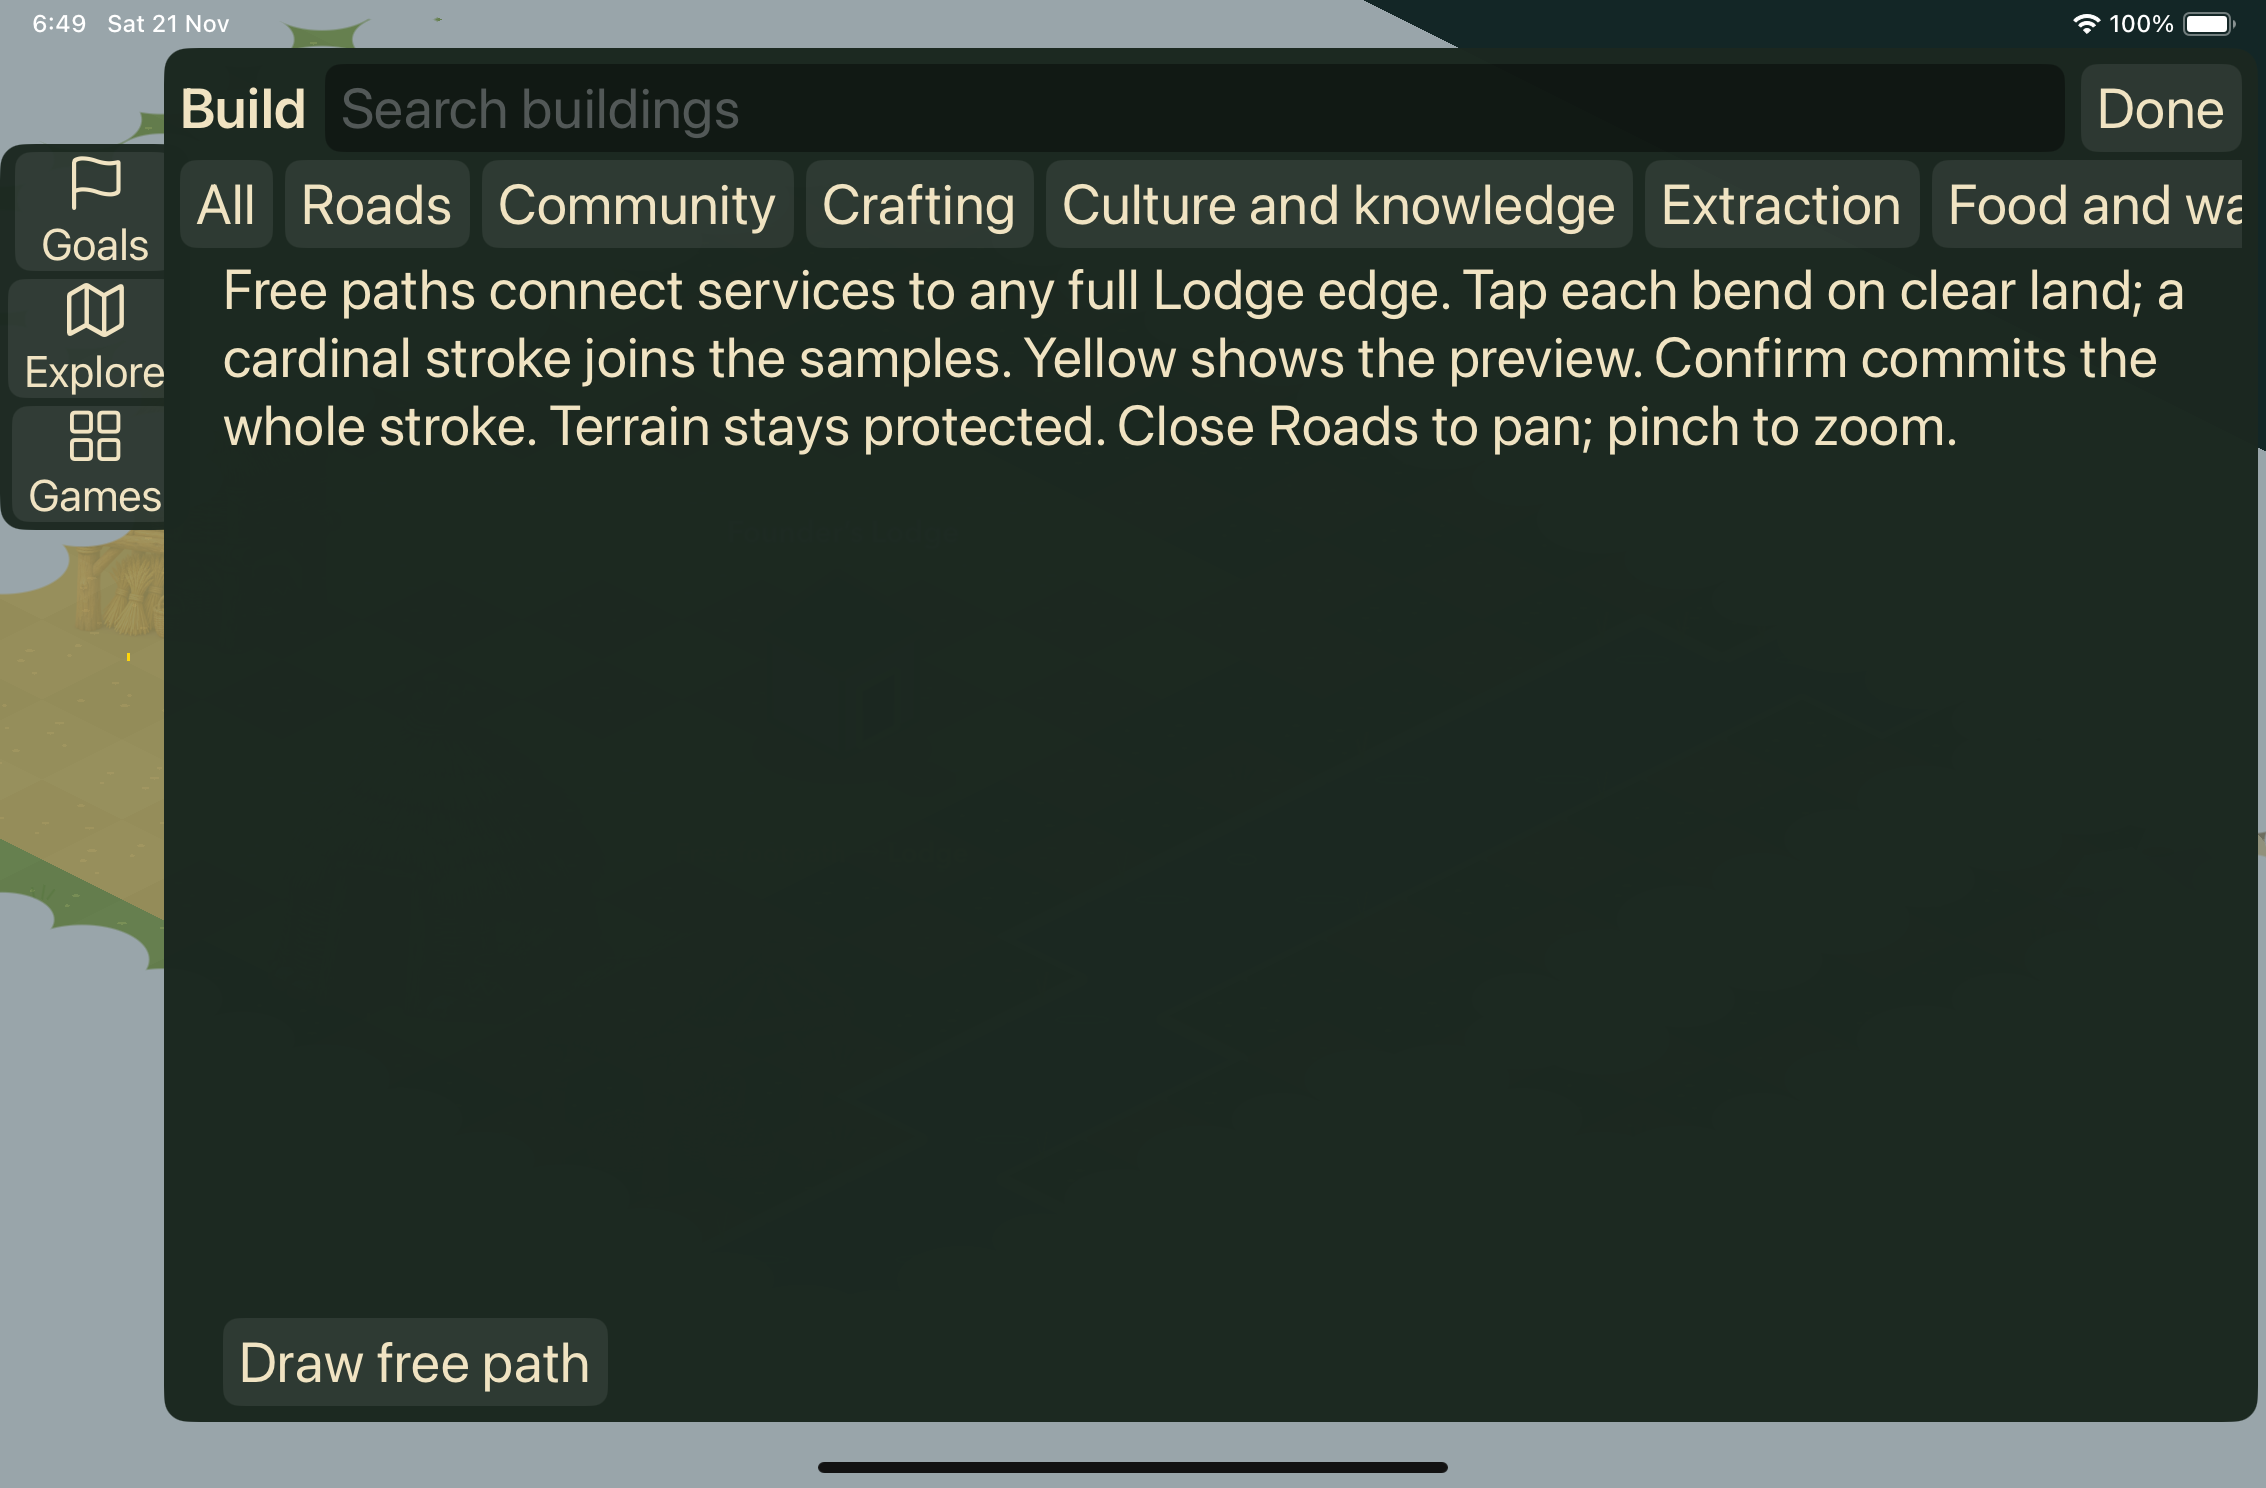 6:49 Sat 21 Nov
100%
Build
Search buildings
Done
All
Roads
Community
Crafting
Culture and knowledge
Extraction
Food and wa
Goals
Explore
Games
Free paths connect services to any full Lodge edge. Tap each bend on clear land; a
cardinal stroke joins the samples. Yellow shows the preview. Confirm commits the
whole stroke. Terrain stays protected. Close Roads to pan; pinch to zoom.
Draw free path